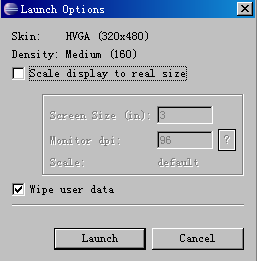 Launch Options
Skin: HVGA (320x480)
Density: Medium (160)
Scale display to real size
Screen Size (in): 3
Monitor dpi: 96 ?
Scale: default
Wipe user data
Launch Cancel